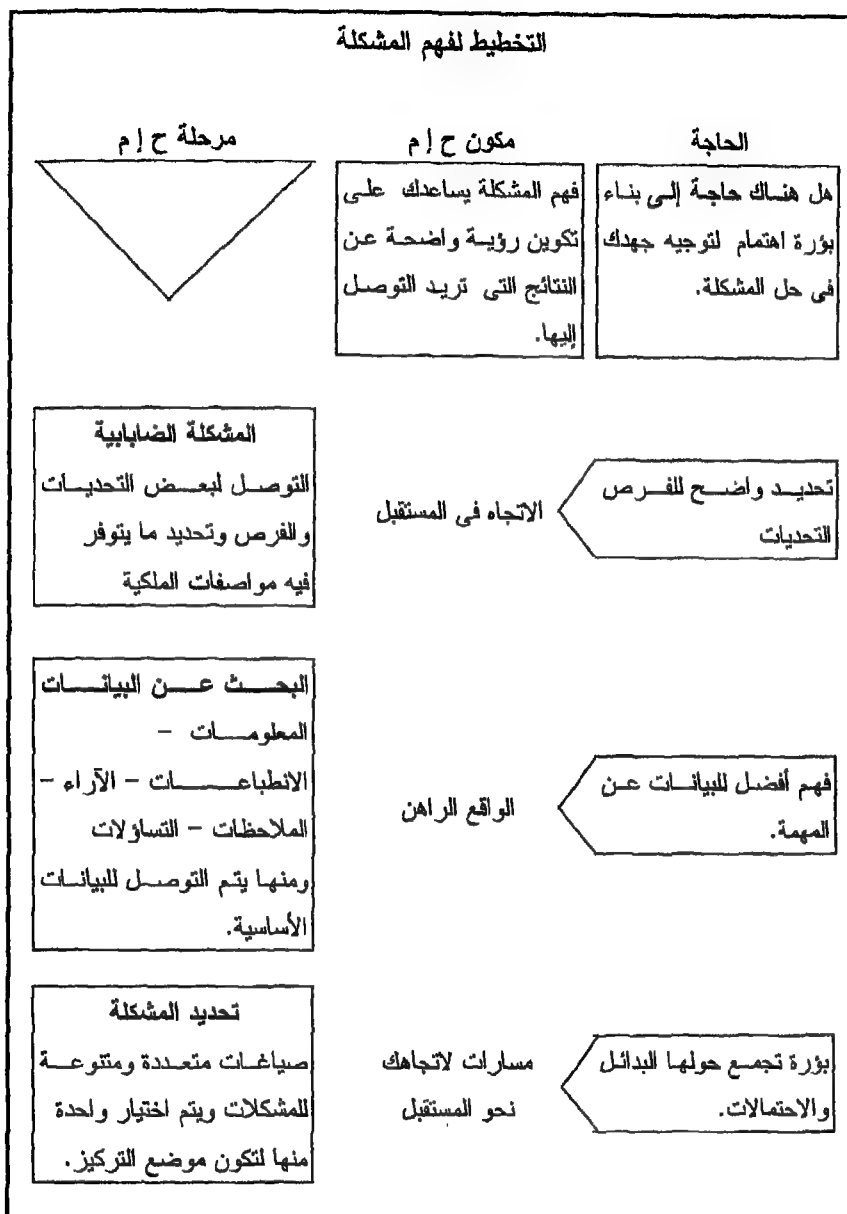 التخطيط لفهم المشكلة
الحاجة
مكون ح إ م
مرحلة ح إ م
هل هناك حاجة إلى بناء
بؤرة اهتمام لتوجيه جهدك
فى حل المشكلة.
فهم المشكلة يساعدك على
تكوين رؤية واضحة عن
النتائج التى تريد التوصل
إليها.
تحديد واضح للفرص
التحديات
الاتجاه فى المستقبل
المشكلة الضابابية
التوصل لبعض التحديات
والفرص وتحديد ما يتوفر
فيه مواصفات الملكية
فهم أفضل للبيانات عن
المهمة.
الواقع الراهن
البحث عن البيانات
المعلومات -
الانطباعات - الآراء -
الملاحظات - التساؤلات
ومنها يتم التوصل للبيانات
الأساسية.
بؤرة تجمع حولها البدائل
والاحتمالات.
مسارات لاتجاهك
نحو المستقبل
تحديد المشكلة
صياغات متعددة ومتنوعة
للمشكلات ويتم اختيار واحدة
منها لتكون موضع التركيز.